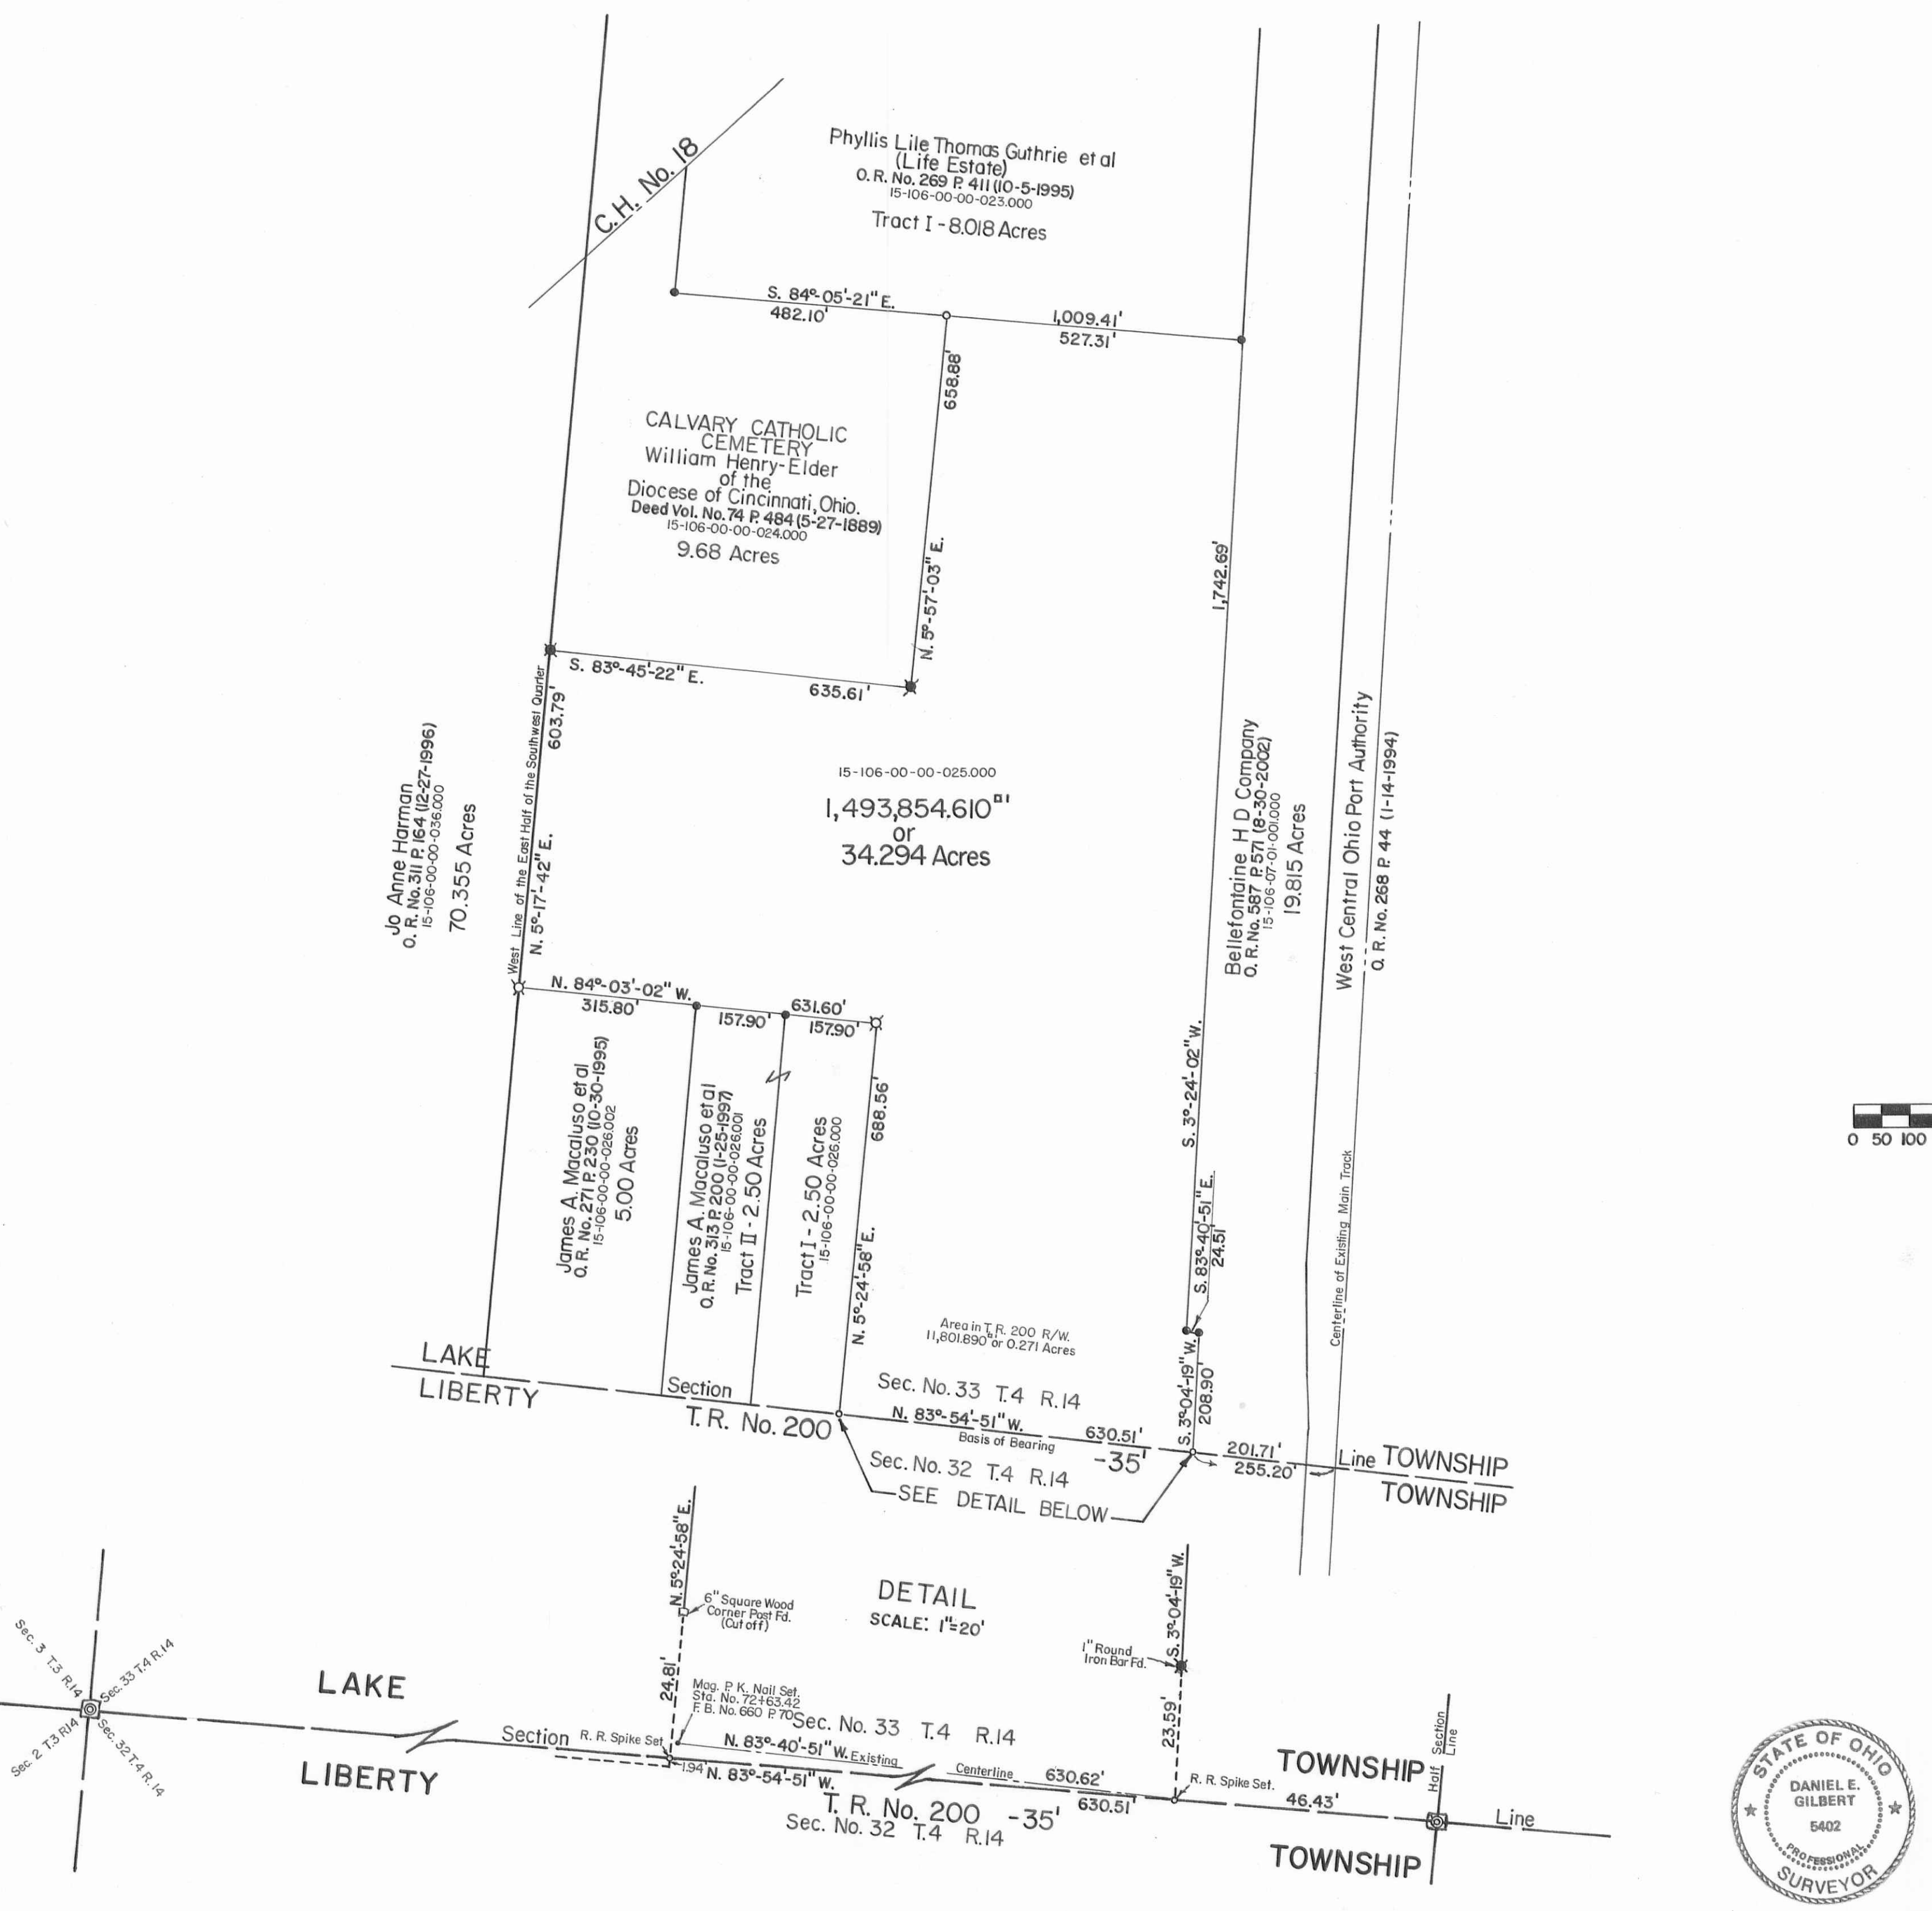 C.H. No. 18
Phyllis Lile Thomas Guthrie et al
(Life Estate)
O. R. No. 269 P. 411 (10-5-1995)
15-106-00-00-023.000
Tract I - 8.018 Acres
S. 84°-05'-21" E.
482.10'
1,009.41'
527.31'
658.88'
N. 5°-57'-03" E.
CALVARY CATHOLIC
CEMETERY
William Henry-Elder
of the
Diocese of Cincinnati, Ohio.
Deed Vol. No. 74 P. 484 (5-27-1889)
15-106-00-00-024.000
9.68 Acres
1,742.69'
S. 83°-45'-22" E.
635.61'
West Line of the East Half of the Southwest Quarter
603.79'
N. 5°-17'-42" E.
Jo Anne Harman
O. R. No. 311 P. 164 (12-27-1996)
15-106-00-00-036.000
70.355 Acres
15-106-00-00-025.000
1,493,854.610 □'
or
34.294 Acres
Bellefontaine H D Company
O. R. No. 587 P. 571 (8-30-2002)
15-106-07-01-001.000
19.815 Acres
West Central Ohio Port Authority
O. R. No. 268 P. 44 (1-14-1994)
N. 84°-03'-02" W.
315.80'
157.90'
631.60'
157.90'
688.56'
N. 5°-24'-58" E.
James A. Macaluso et al
O. R. No. 271 P. 230 (10-30-1995)
15-106-00-00-026.002
5.00 Acres
James A. Macaluso et al
O. R. No. 313 P. 200 (1-25-1997)
15-106-00-00-026.001
Tract II - 2.50 Acres
Tract I - 2.50 Acres
15-106-00-00-026.000
S. 3°-24'-02" W.
S. 83°-40'-51" E.
24.51'
Centerline of Existing Main Track
0 50 100
Area in T. R. 200 R/W.
11,801.890 □' or 0.271 Acres
S. 3°-04'-19" W.
208.90'
LAKE
LIBERTY
Section
T.R. No. 200
Sec. No. 33 T.4 R.14
N. 83°-54'-51" W.
630.51'
Basis of Bearing
-35'
Sec. No. 32 T.4 R.14
201.71'
255.20'
Line TOWNSHIP
TOWNSHIP
SEE DETAIL BELOW
DETAIL
SCALE: 1"=20'
N. 5°-24'-58" E.
6" Square Wood
Corner Post Fd.
(Cut off)
24.81'
S. 3°-04'-19" W.
1" Round
Iron Bar Fd.
23.59'
Sec. 3 T.3 R.14
Sec. 33 T.4 R.14
Sec. 2 T.3 R.14
Sec. 32 T.4 R.14
LAKE
LIBERTY
Mag. P. K. Nail Set.
Sta. No. 72+63.42
F. B. No. 660 P. 70
Sec. No. 33 T.4 R.14
Section
R. R. Spike Set.
N. 83°-40'-51" W. Existing
Centerline
630.62'
1.94'
N. 83°-54'-51" W.
630.51'
T. R. No. 200 -35'
Sec. No. 32 T.4 R.14
R. R. Spike Set.
46.43'
Half Section
Line
TOWNSHIP
Line
TOWNSHIP
STATE OF OHIO
DANIEL E.
GILBERT
5402
PROFESSIONAL
SURVEYOR